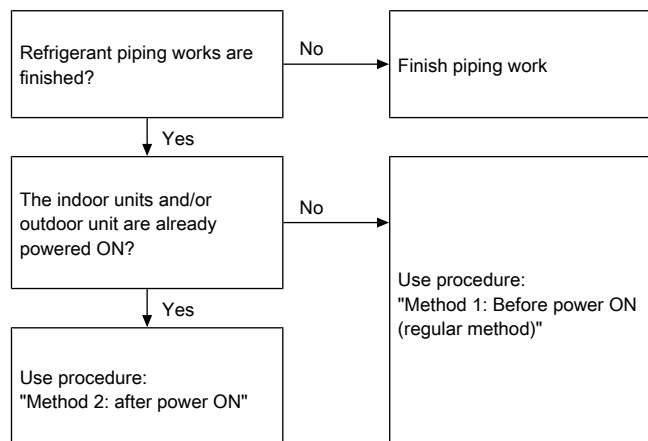 Refrigerant piping works are
finished?
No
Finish piping work
Yes
The indoor units and/or
outdoor unit are already
powered ON?
No
Use procedure:
"Method 1: Before power ON
(regular method)"
Yes
Use procedure:
"Method 2: after power ON"